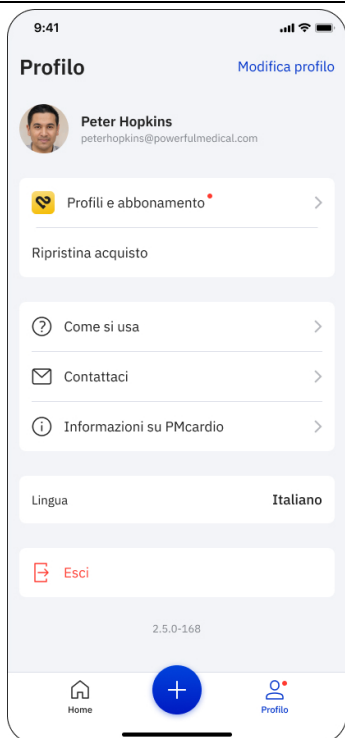 9:41
Profilo
Modifica profilo
Peter Hopkins
peterhopkins@powerfulmedical.com
Profili e abbonamento
Ripristina acquisto
Come si usa
Contattaci
Informazioni su PMcardio
Lingua
Italiano
Esci
2.5.0-168
Home
Profilo